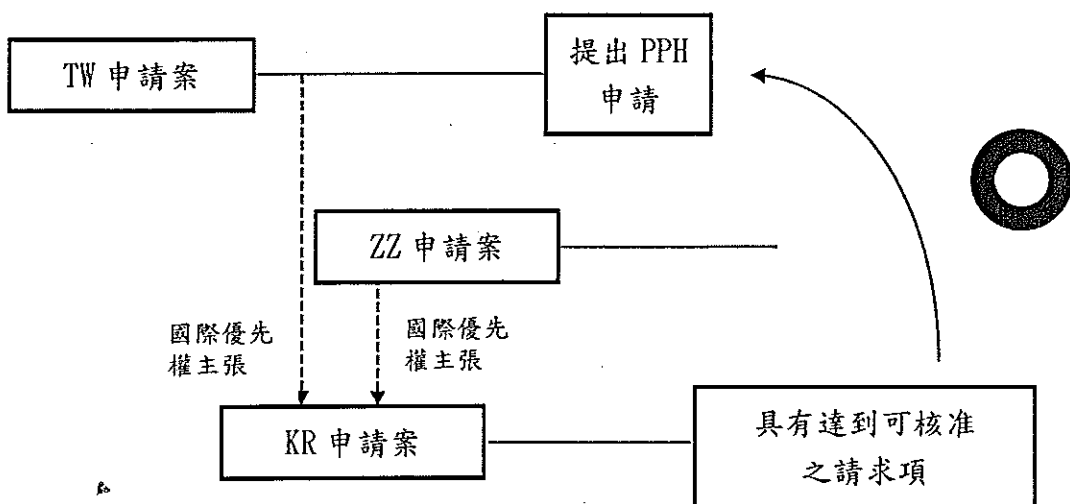 TW 申請案
提出 PPH
申請
ZZ 申請案
國際優先
權主張
國際優先
權主張
KR 申請案
具有達到可核准
之請求項